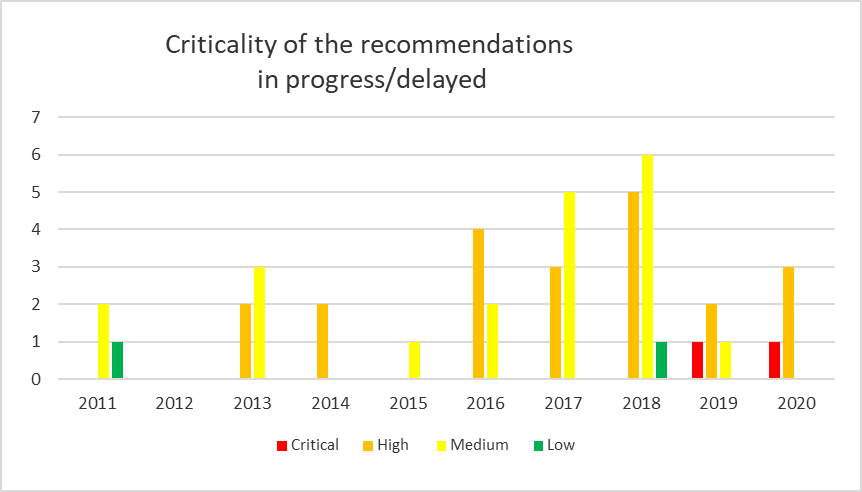 Criticality of the recommendations
in progress/delayed
7
6
5
4
3
2
1
0
2011 2012 2013 2014 2015 2016 2017 2018 2019 2020
Critical High Medium Low